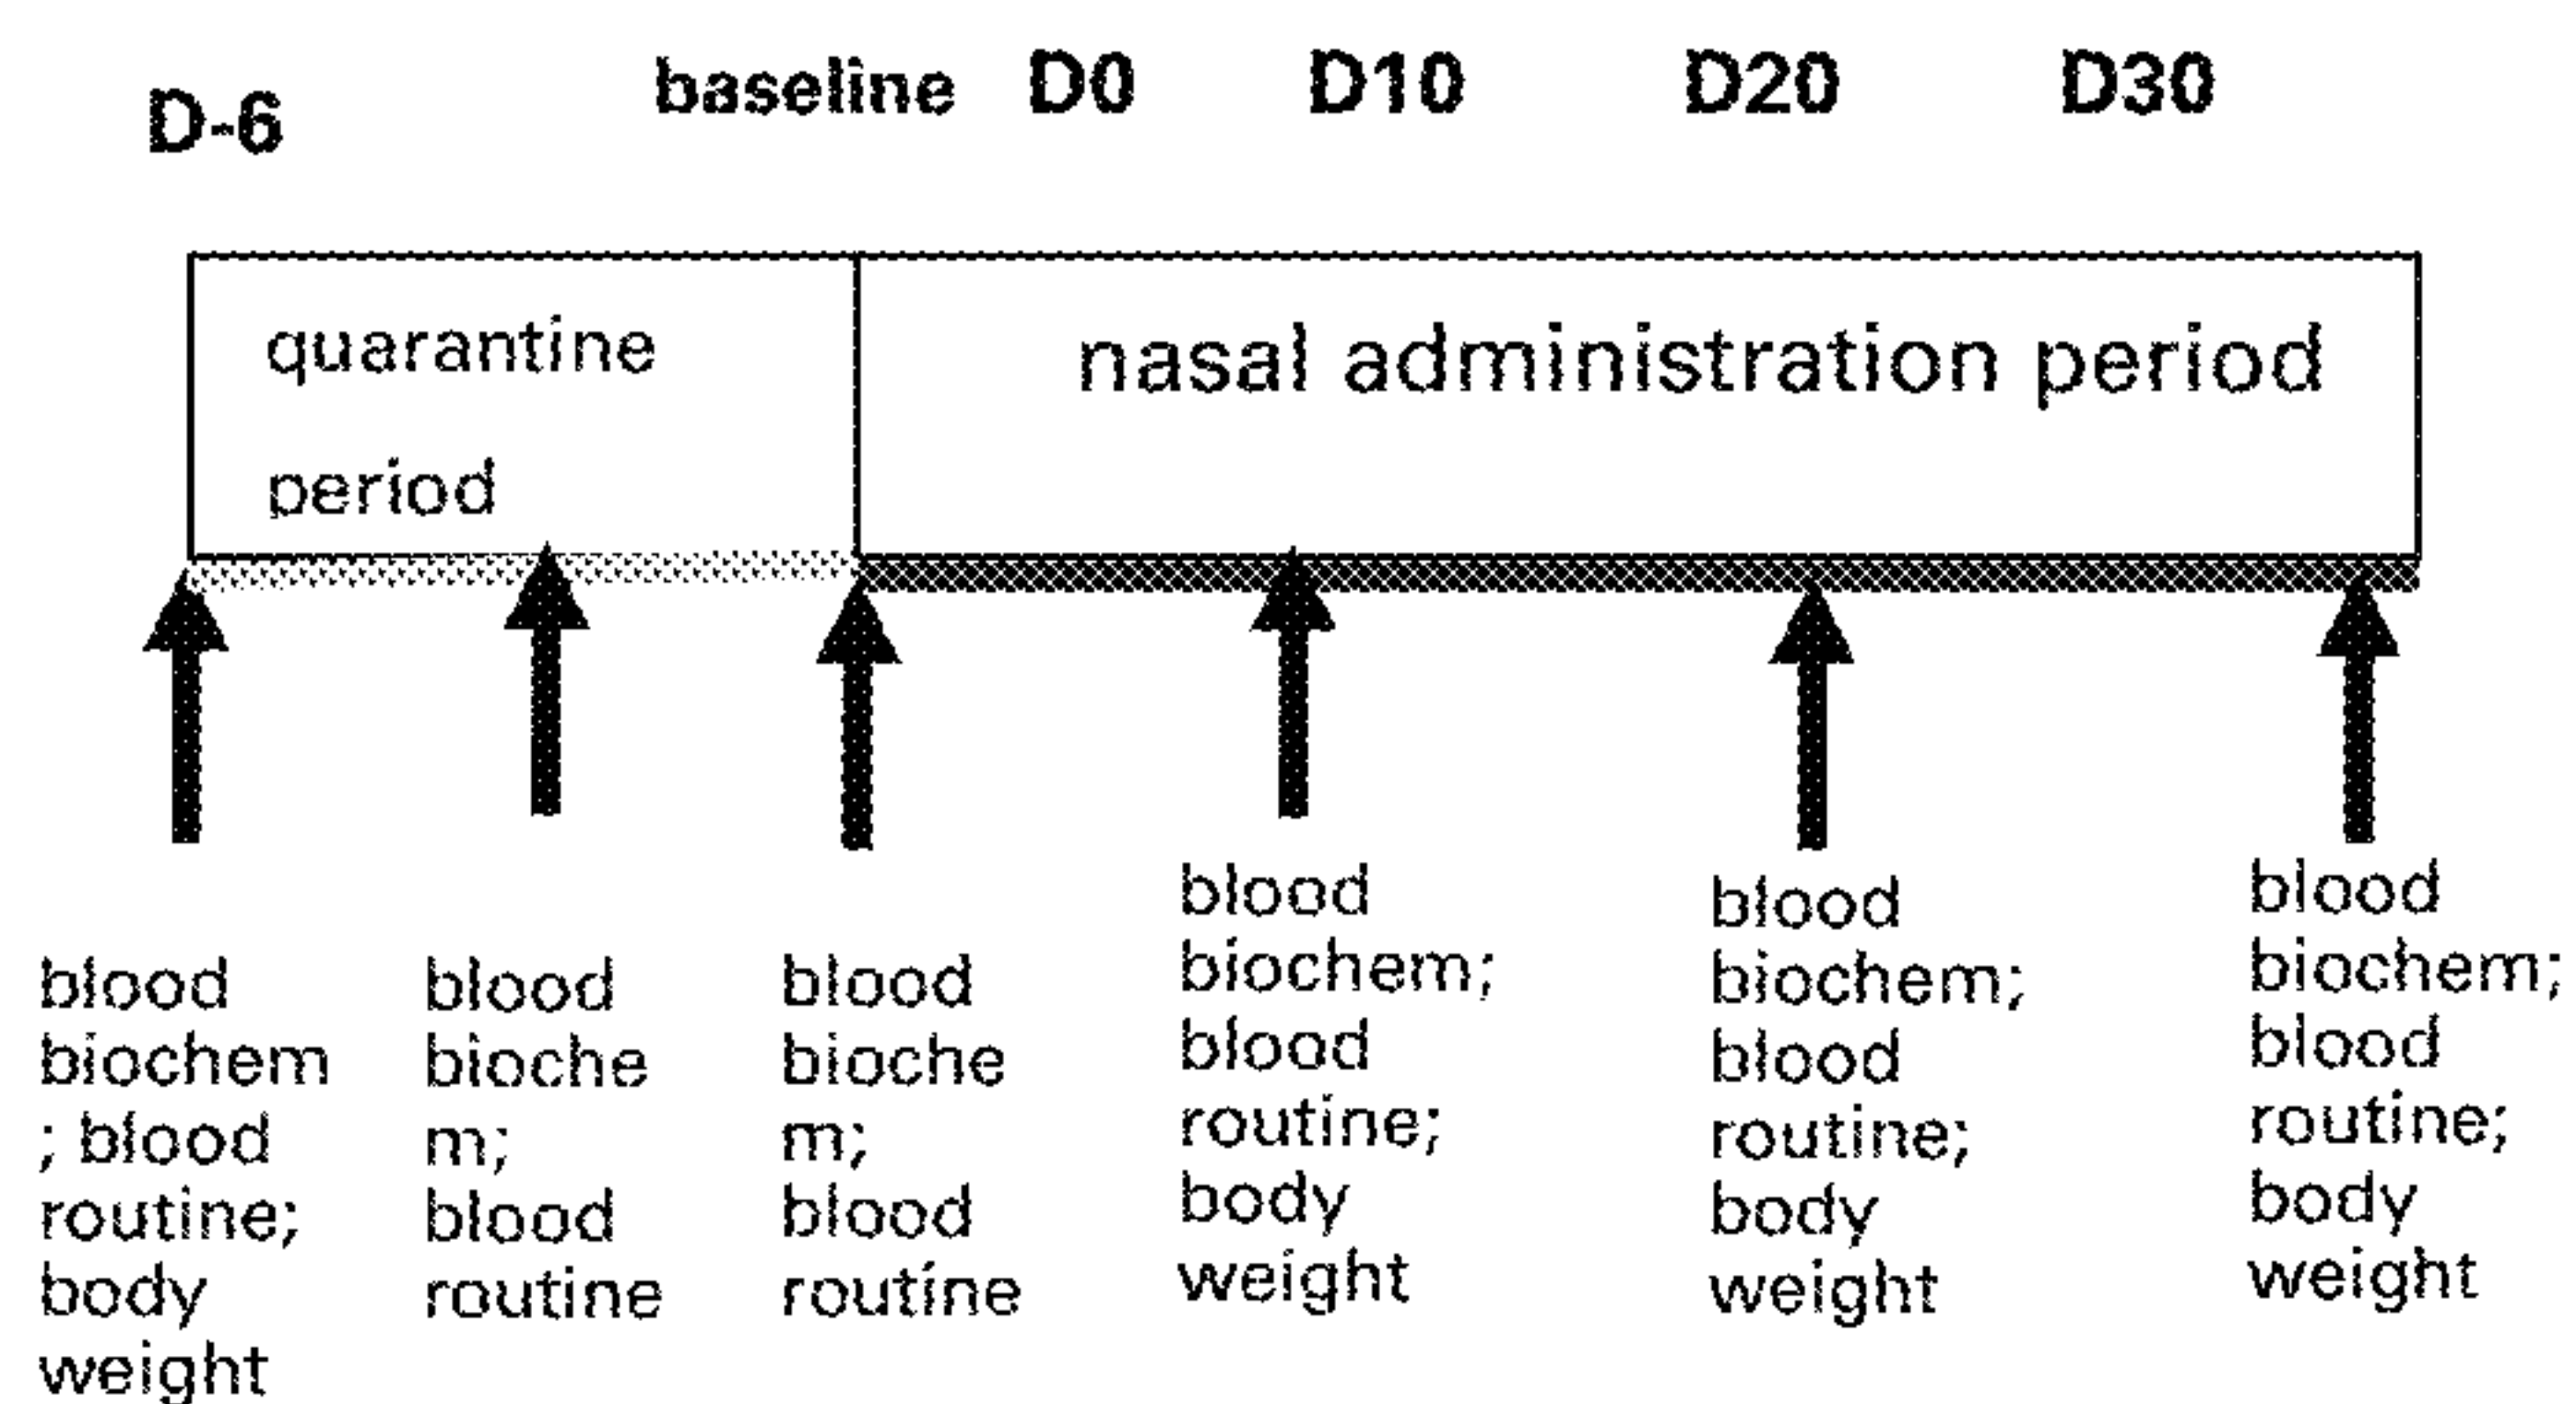 D-6
baseline
D0
D10
D20
D30
quarantine
period
nasal administration period
blood
biochem
; blood
routine;
body
weight
blood
bioche
m;
blood
routine
blood
bioche
m;
blood
routine
blood
biochem;
blood
routine;
body
weight
blood
biochem;
blood
routine;
body
weight
blood
biochem;
blood
routine;
body
weight